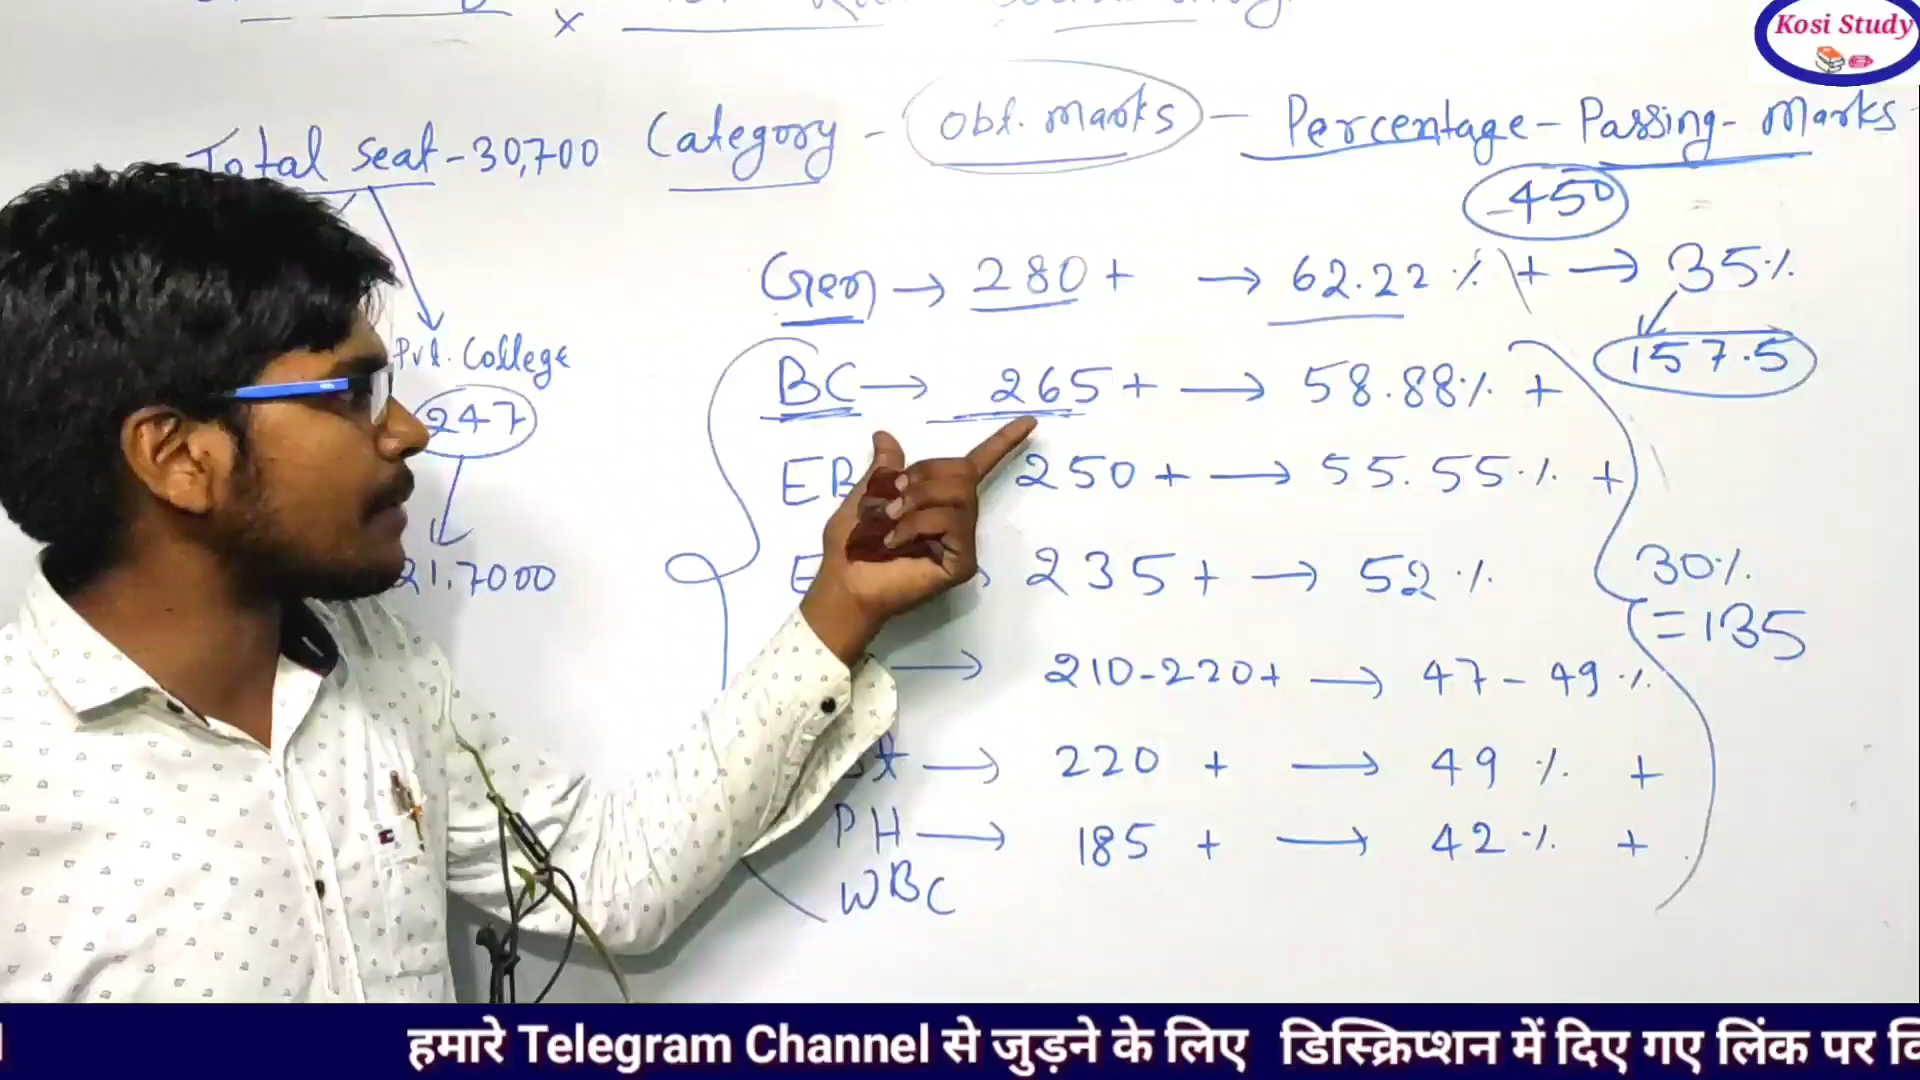 Kosi Study
Total seat - 30,700 Category - Obt. marks - Percentage - Passing - Marks
- 450
Gen → 280 + → 62.22 % + → 35%
157.5
Pvt. College
247
BC → 265 + → 58.88% +
EB 250 + → 55.55 % +
21.7000
E 235 + → 52 %
30%
= 135
→ 210-220+ → 47 - 49 %
→ 220 + → 49 % +
PH → 185 + → 42 % +
WBC
हमारे Telegram Channel से जुड़ने के लिए डिस्क्रिप्शन में दिए गए लिंक पर